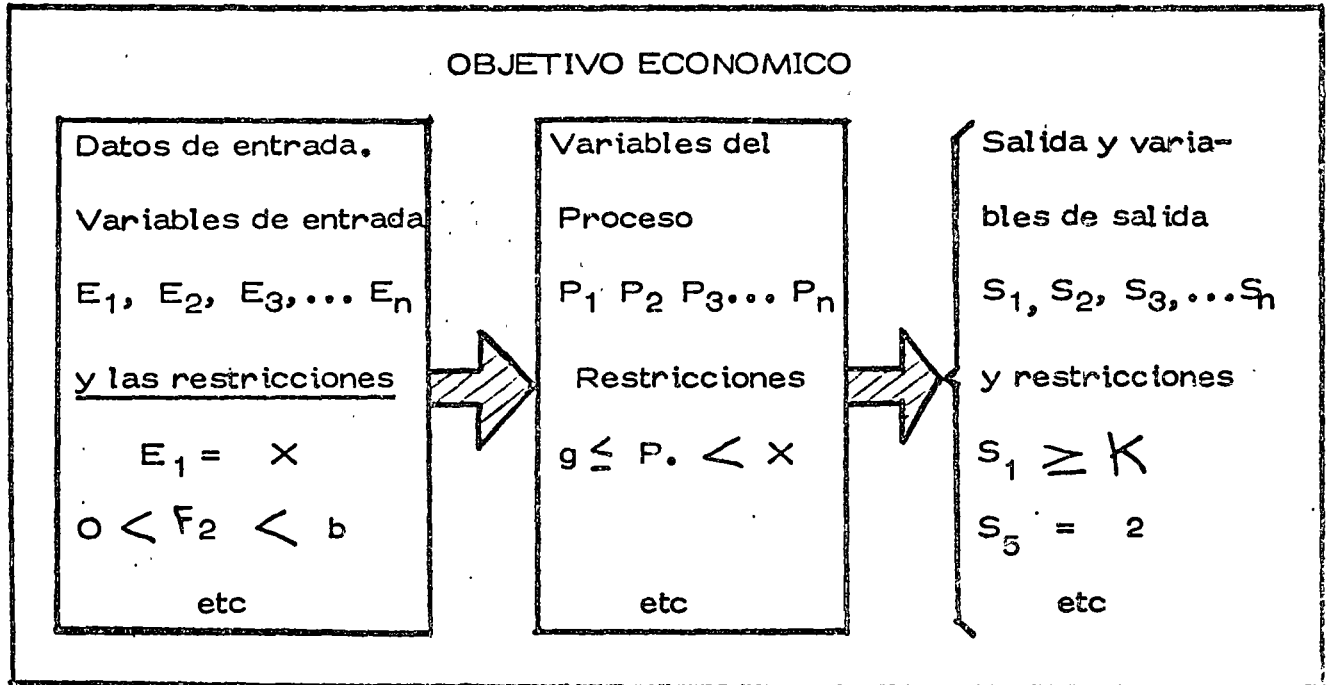 OBJETIVO ECONOMICO
Datos de entrada.
Variables de entrada
E₁, E₂, E₃,... Eₙ
y las restricciones
E₁ = X
0 < F₂ < b
etc
Variables del
Proceso
P₁ P₂ P₃... Pₙ
Restricciones
g ≤ P. < X
etc
Salida y varia-
bles de salida
S₁, S₂, S₃,...Sₙ
y restricciones
S₁ ≥ K
S₅ = 2
etc